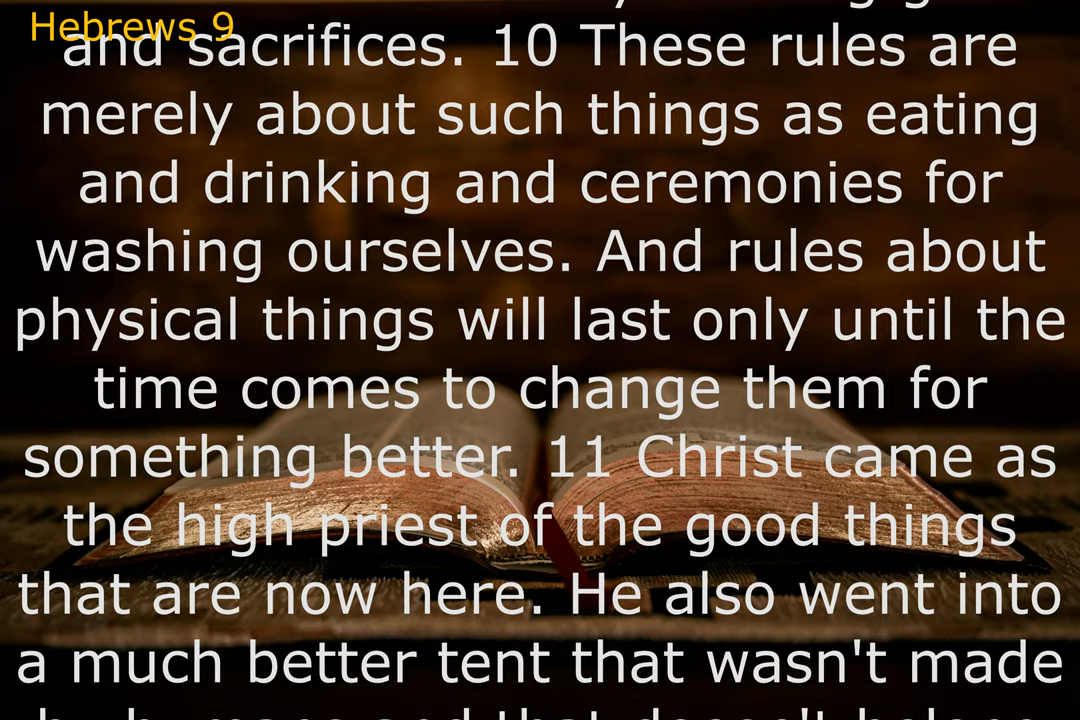 Hebrews 9
and sacrifices. 10 These rules are
merely about such things as eating
and drinking and ceremonies for
washing ourselves. And rules about
physical things will last only until the
time comes to change them for
something better. 11 Christ came as
the high priest of the good things
that are now here. He also went into
a much better tent that wasn't made